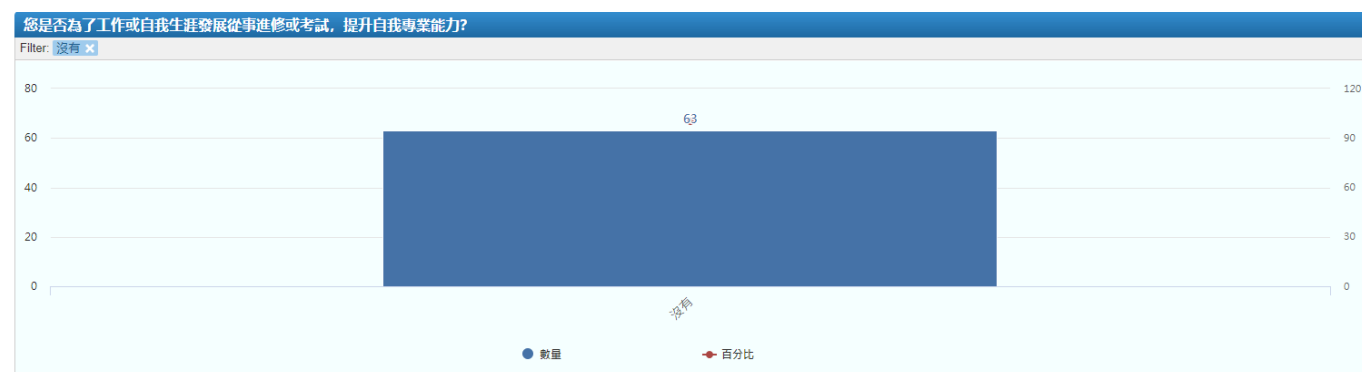 您是否為了工作或自我生涯發展從事進修或考試，提升自我專業能力?
Filter: 沒有 ×
80
120
63
60
90
40
60
20
30
0
0
沒有
數量
百分比